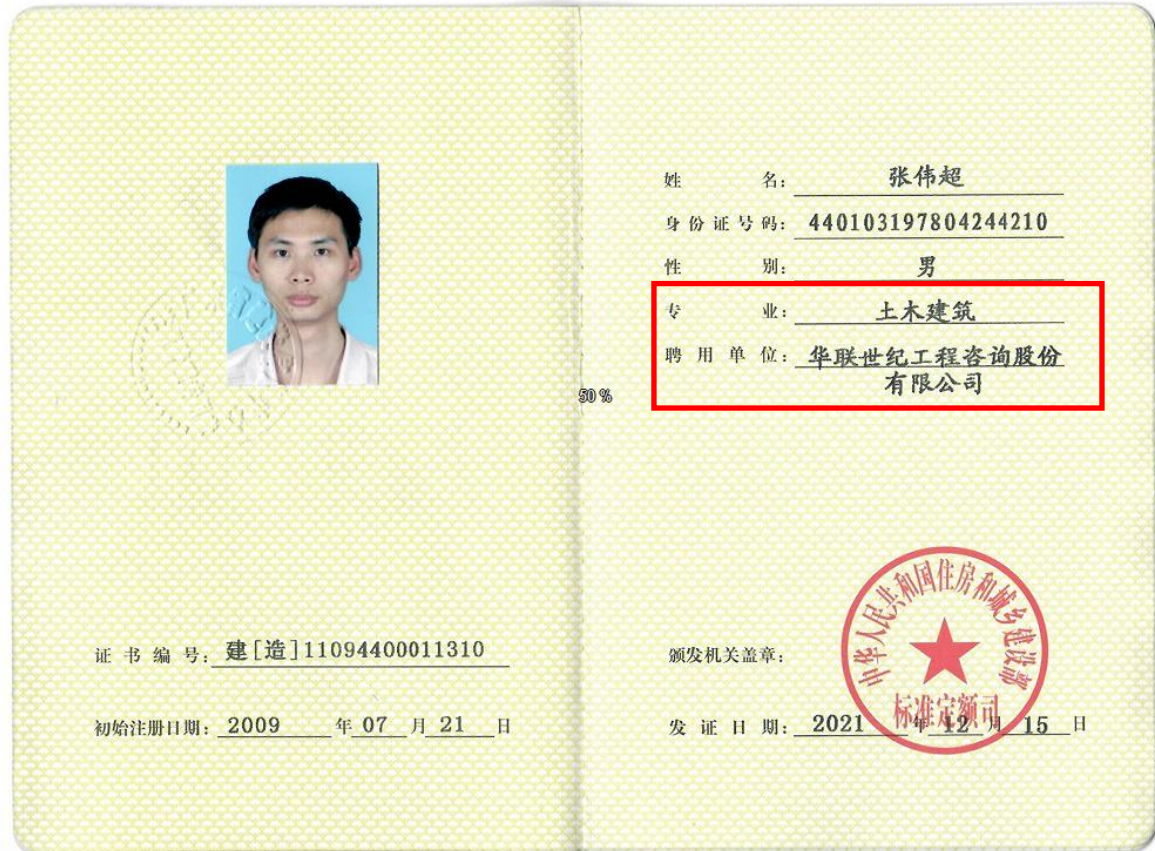 姓 名: 张伟超
身份证号码: 440103197804244210
性 别: 男
专 业: 土木建筑
聘用单位: 华联世纪工程咨询股份
有限公司
50 %
证书编号: 建[造]11094400011310
初始注册日期: 2009 年 07 月 21 日
颁发机关盖章:
中华人民共和国住房和城乡建设部
标准定额司
发证日期: 2021 年 12 月 15 日